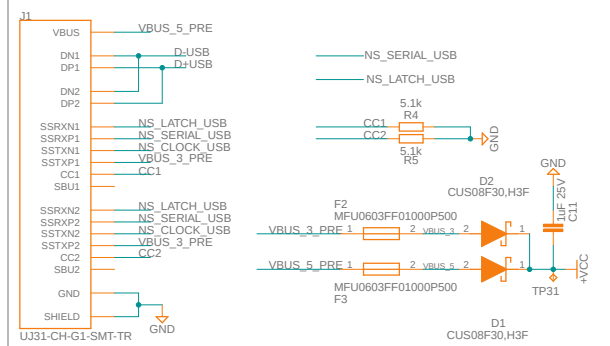 J1
VBUS
VBUS_5_PRE
DN1
D-USB
DP1
D+USB
DN2
DP2
SSRXN1
NS_LATCH_USB
SSRXP1
NS_SERIAL_USB
SSTXN1
NS_CLOCK_USB
SSTXP1
VBUS_3_PRE
CC1
CC1
SBU1
SSRXN2
NS_LATCH_USB
SSRXP2
NS_SERIAL_USB
SSTXN2
NS_CLOCK_USB
SSTXP2
VBUS_3_PRE
CC2
CC2
SBU2
GND
SHIELD
GND
UJ31-CH-G1-SMT-TR
NS_SERIAL_USB
NS_LATCH_USB
5.1k
CC1
R4
CC2
5.1k
R5
GND
GND
D2
CUS08F30,H3F
1uF 25V
C11
F2
MFU0603FF01000P500
VBUS_3_PRE 1 2 VBUS_3 2 1
VBUS_5_PRE 1 2 VBUS_5 2 1
MFU0603FF01000P500
F3
TP31
+VCC
D1
CUS08F30,H3F